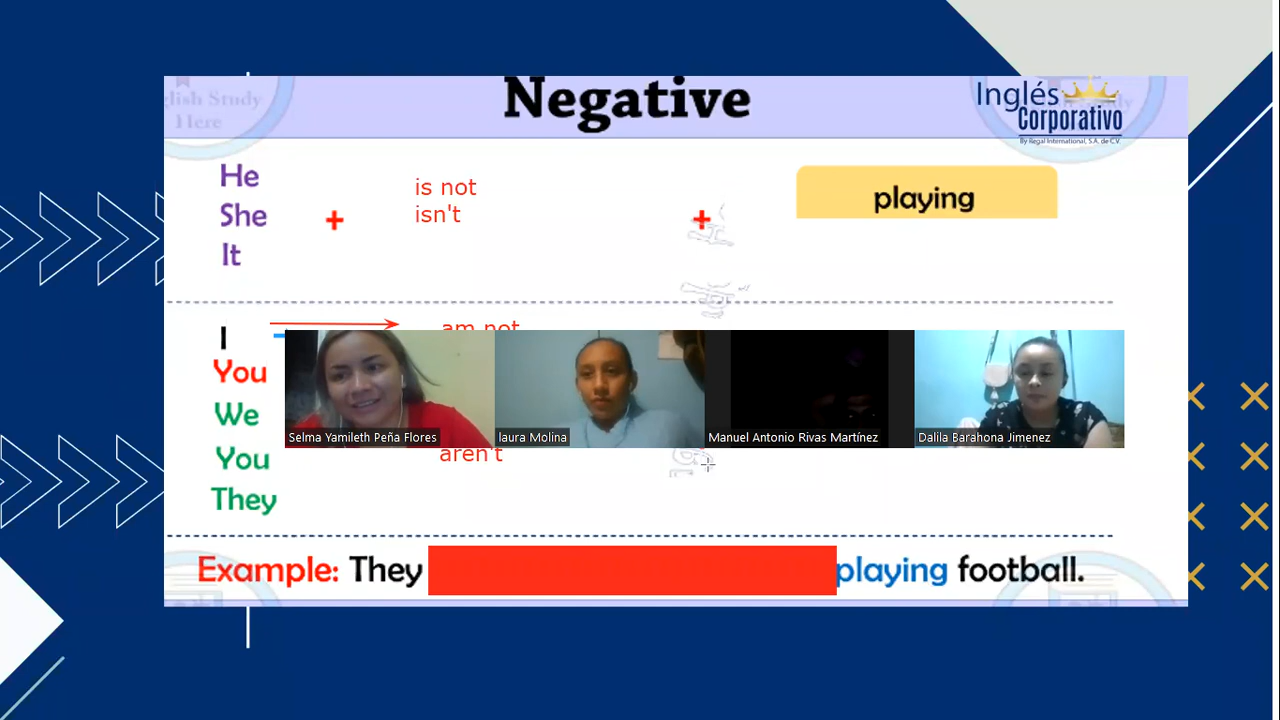 Negative
lish Study
Here
Inglés
Corporativo
By Regal International, S.A. de C.V.
He
She
It
+
is not
isn't
+
playing
I
am not
You
We
You
They
aren't
Selma Yamileth Peña Flores
laura Molina
Manuel Antonio Rivas Martínez
Dalila Barahona Jimenez
Example: They playing football.